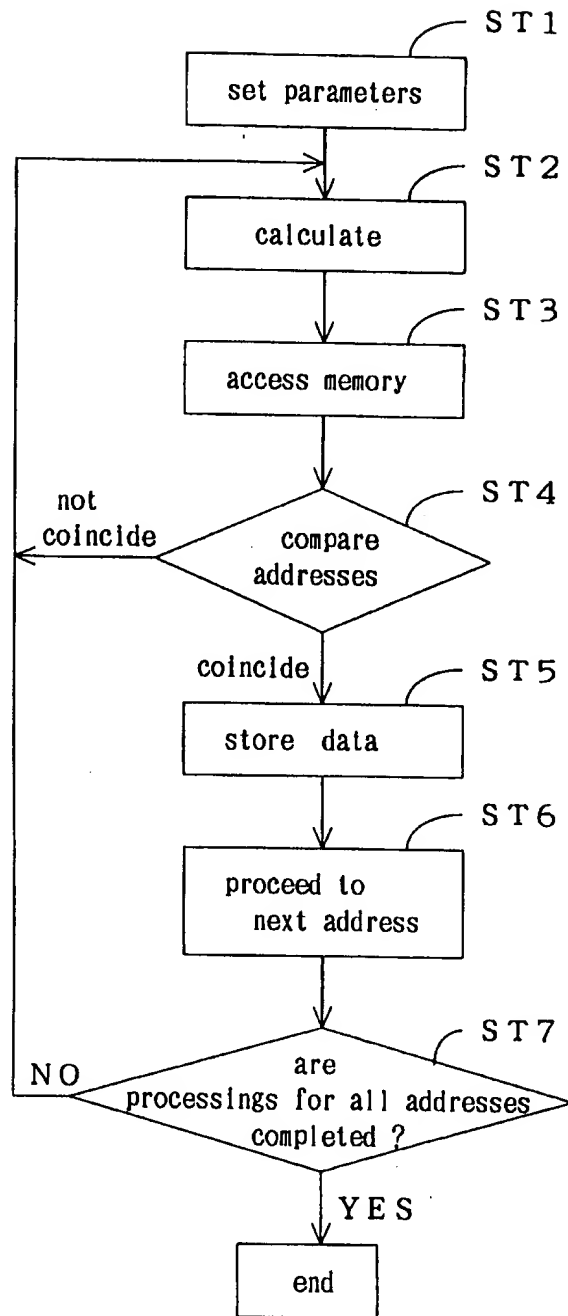 ST1
set parameters
ST2
calculate
ST3
access memory
ST4
not
coincide
compare
addresses
coincide
ST5
store data
ST6
proceed to
next address
ST7
NO
are
processings for all addresses
completed ?
YES
end